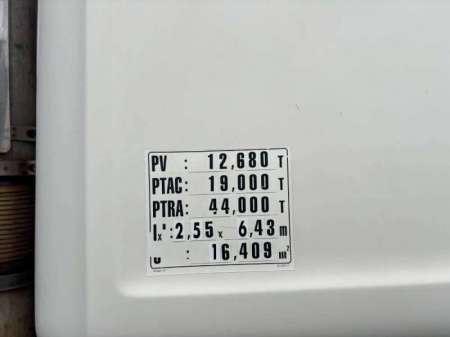 PV : 12,680 T
PTAC : 19,000 T
PTRA : 44,000 T
: 2,55 x 6,43 m
: 16,409 m²